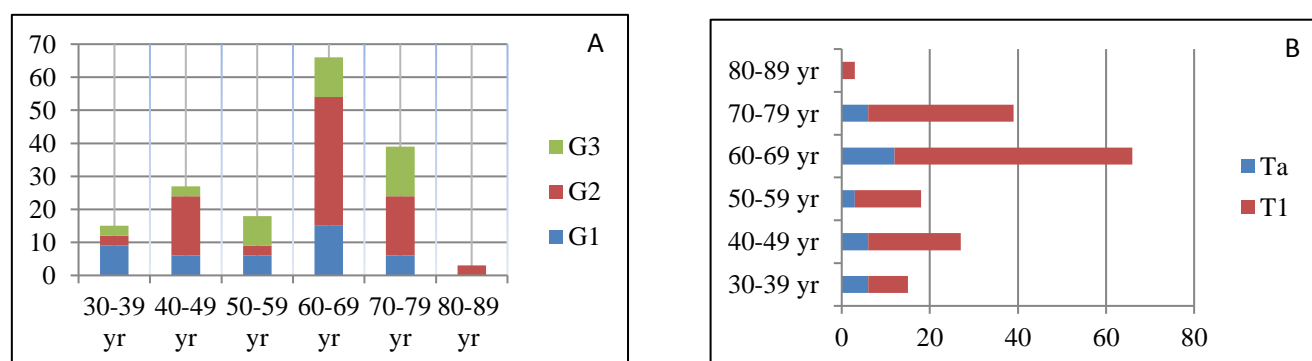 A
70
60
50
40
30
20
10
0
30-39 40-49 50-59 60-69 70-79 80-89
yr yr yr yr yr yr
G3
G2
G1
B
80-89 yr
70-79 yr
60-69 yr
50-59 yr
40-49 yr
30-39 yr
0 20 40 60 80
Ta
T1